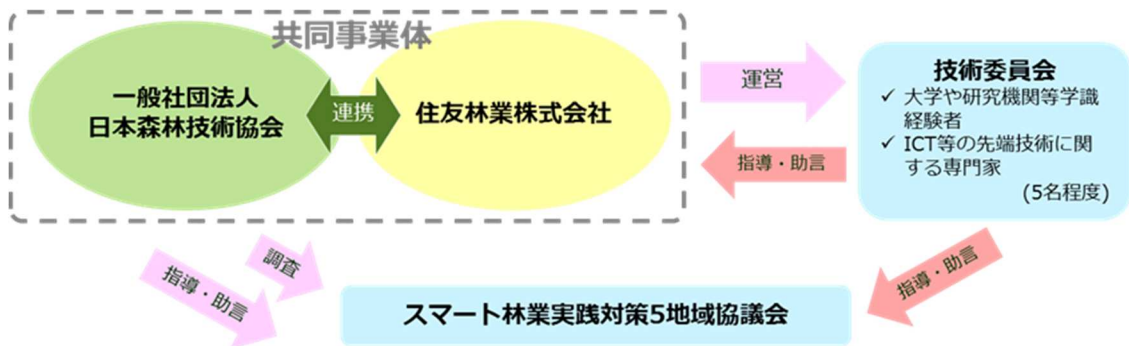 共同事業体
一般社団法人
日本森林技術協会
連携
住友林業株式会社
運営
指導・助言
技術委員会
✓ 大学や研究機関等学識
経験者
✓ ICT等の先端技術に関
する専門家
(5名程度)
調査
指導・助言
指導・助言
スマート林業実践対策5地域協議会